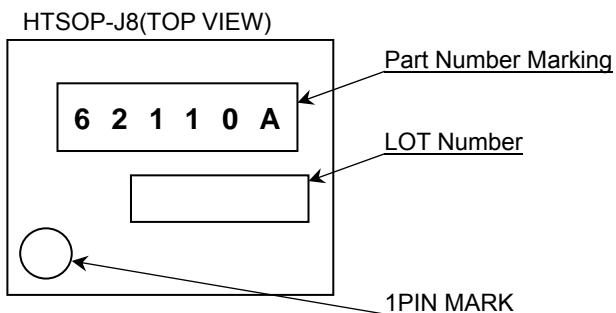 HTSOP-J8(TOP VIEW)
Part Number Marking
6 2 1 1 0 A
LOT Number
1PIN MARK